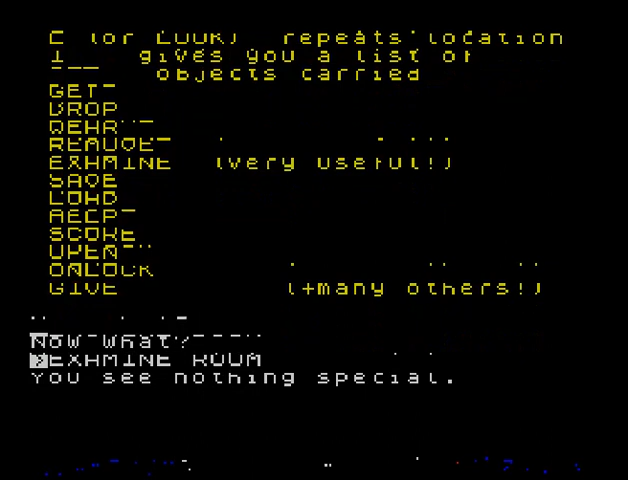 L (or LOOK) repeats location
I gives you a list of
objects carried
GET
DROP
WEAR
REMOVE
EXAMINE (very useful!)
SAVE
LOAD
HELP
SCORE
OPEN
UNLOCK
GIVE (+many others!)
Now what?
>EXAMINE ROOM
You see nothing special.